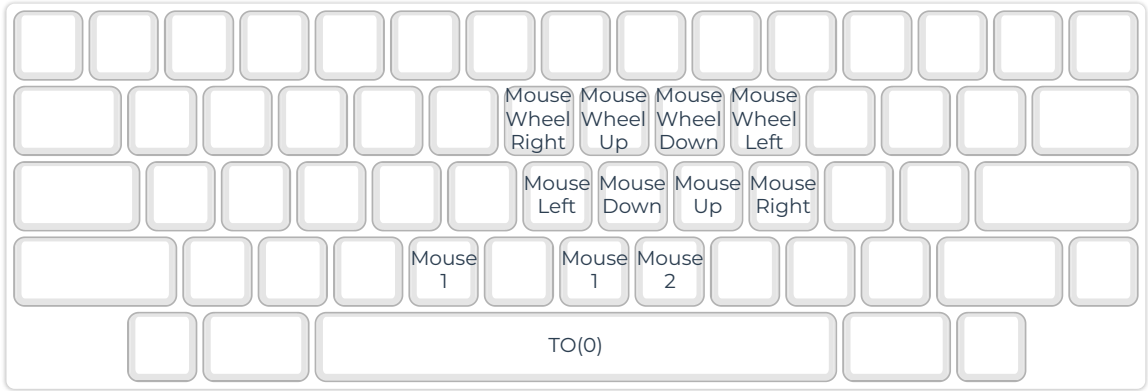 Mouse Wheel Right
Mouse Wheel Up
Mouse Wheel Down
Mouse Wheel Left
Mouse Left
Mouse Down
Mouse Up
Mouse Right
Mouse 1
Mouse 1
Mouse 2
TO(0)